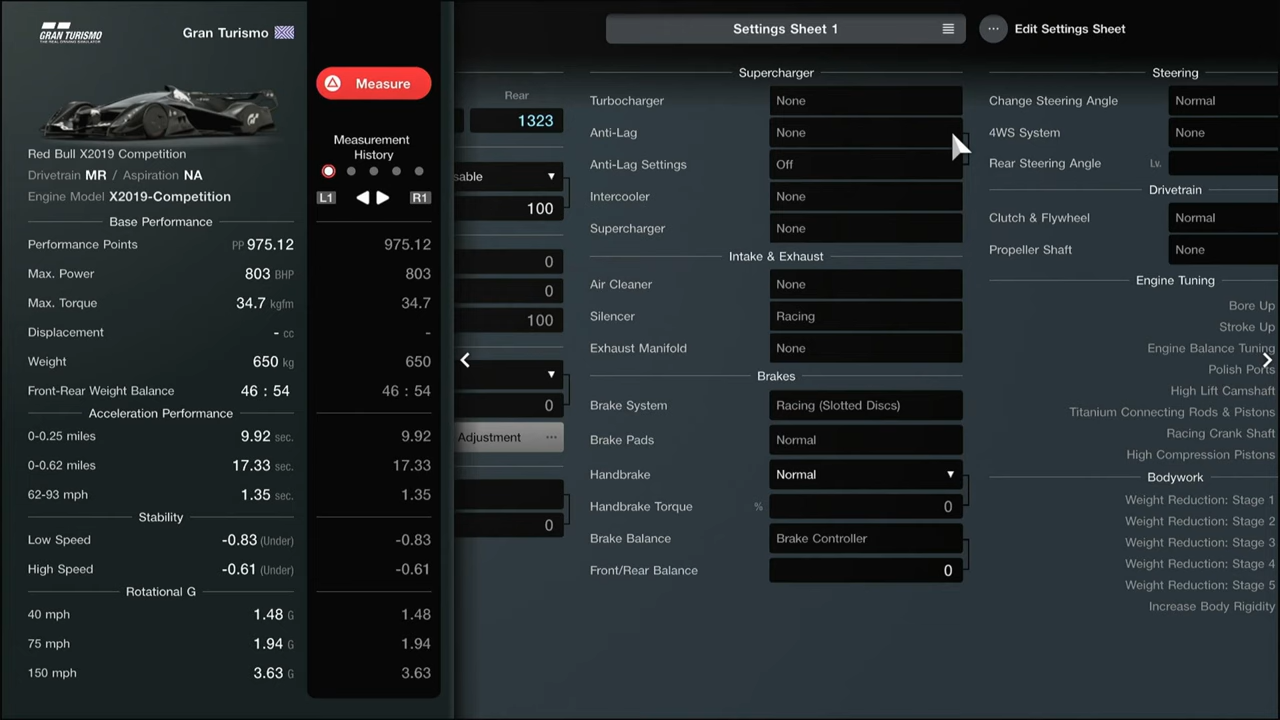 GRAN TURISMO
THE REAL DRIVING SIMULATOR
Gran Turismo
Red Bull X2019 Competition
Drivetrain MR / Aspiration NA
Engine Model X2019-Competition
Base Performance
Performance Points PP 975.12
Max. Power 803 BHP
Max. Torque 34.7 kgfm
Displacement - cc
Weight 650 kg
Front-Rear Weight Balance 46 : 54
Acceleration Performance
0-0.25 miles 9.92 sec.
0-0.62 miles 17.33 sec.
62-93 mph 1.35 sec.
Stability
Low Speed -0.83 (Under)
High Speed -0.61 (Under)
Rotational G
40 mph 1.48 G
75 mph 1.94 G
150 mph 3.63 G
Measure
Measurement
History
L1 R1
975.12
803
34.7
-
650
46 : 54
9.92
17.33
1.35
-0.83
-0.61
1.48
1.94
3.63
Settings Sheet 1
Edit Settings Sheet
Rear
1323
sable
100
0
0
100
0
Adjustment
0
Supercharger
Turbocharger None
Anti-Lag None
Anti-Lag Settings Off
Intercooler None
Supercharger None
Intake & Exhaust
Air Cleaner None
Silencer Racing
Exhaust Manifold None
Brakes
Brake System Racing (Slotted Discs)
Brake Pads Normal
Handbrake Normal
Handbrake Torque % 0
Brake Balance Brake Controller
Front/Rear Balance 0
Steering
Change Steering Angle Normal
4WS System None
Rear Steering Angle Lv.
Drivetrain
Clutch & Flywheel Normal
Propeller Shaft None
Engine Tuning
Bore Up
Stroke Up
Engine Balance Tuning
Polish Ports
High Lift Camshaft
Titanium Connecting Rods & Pistons
Racing Crank Shaft
High Compression Pistons
Bodywork
Weight Reduction: Stage 1
Weight Reduction: Stage 2
Weight Reduction: Stage 3
Weight Reduction: Stage 4
Weight Reduction: Stage 5
Increase Body Rigidity